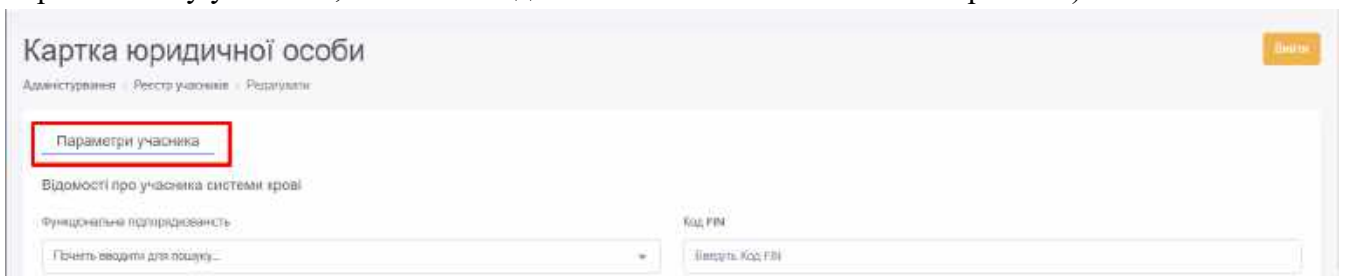 Картка юридичної особи
Вийти
Адміністурвання Реєстр учасників Редагувати
Параметри учасника
Відомості про учасника системи крові
Функціональна підпорядкованість
Код FIN
Почніть вводити для пошуку...
Введіть Код FIN